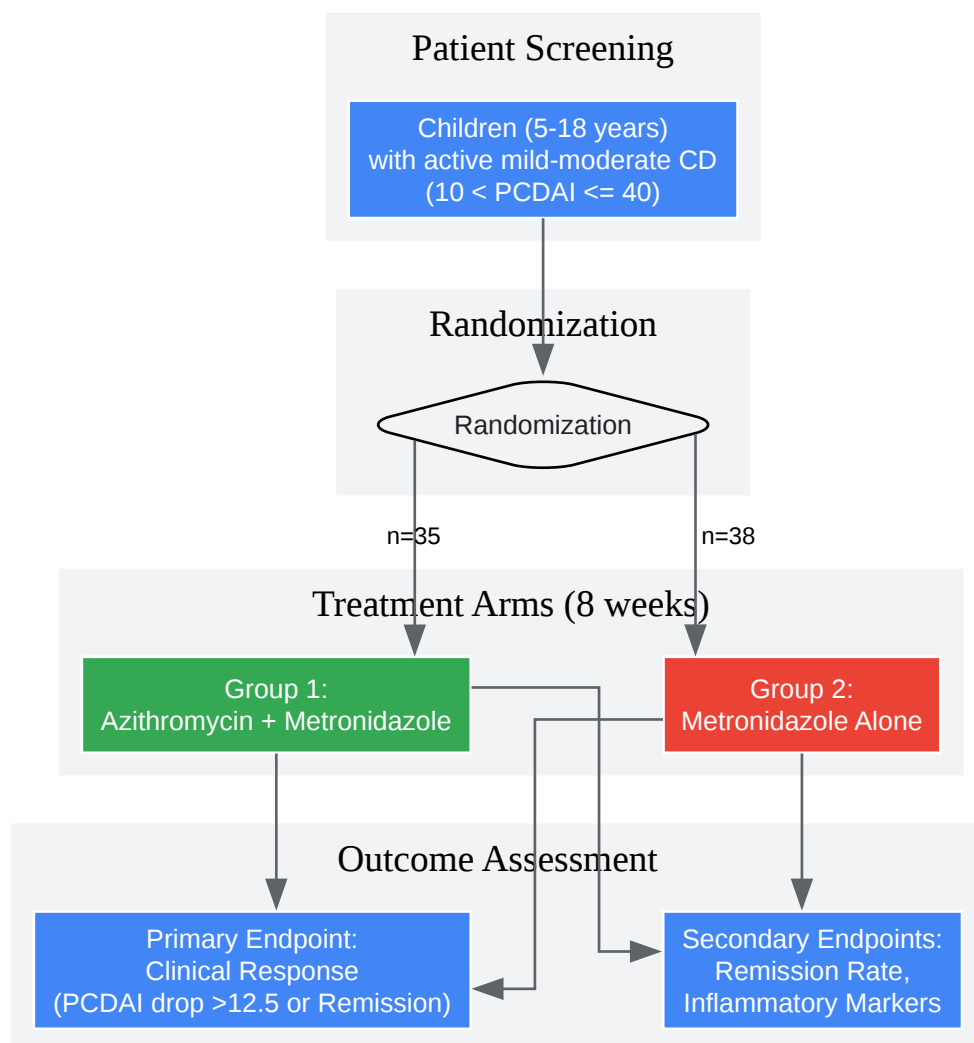 Patient Screening
Children (5-18 years)
with active mild-moderate CD
(10 < PCDAI <= 40)
Randomization
Randomization
n=35
n=38
Treatment Arms (8 weeks)
Group 1:
Azithromycin + Metronidazole
Group 2:
Metronidazole Alone
Outcome Assessment
Primary Endpoint:
Clinical Response
(PCDAI drop >12.5 or Remission)
Secondary Endpoints:
Remission Rate,
Inflammatory Markers